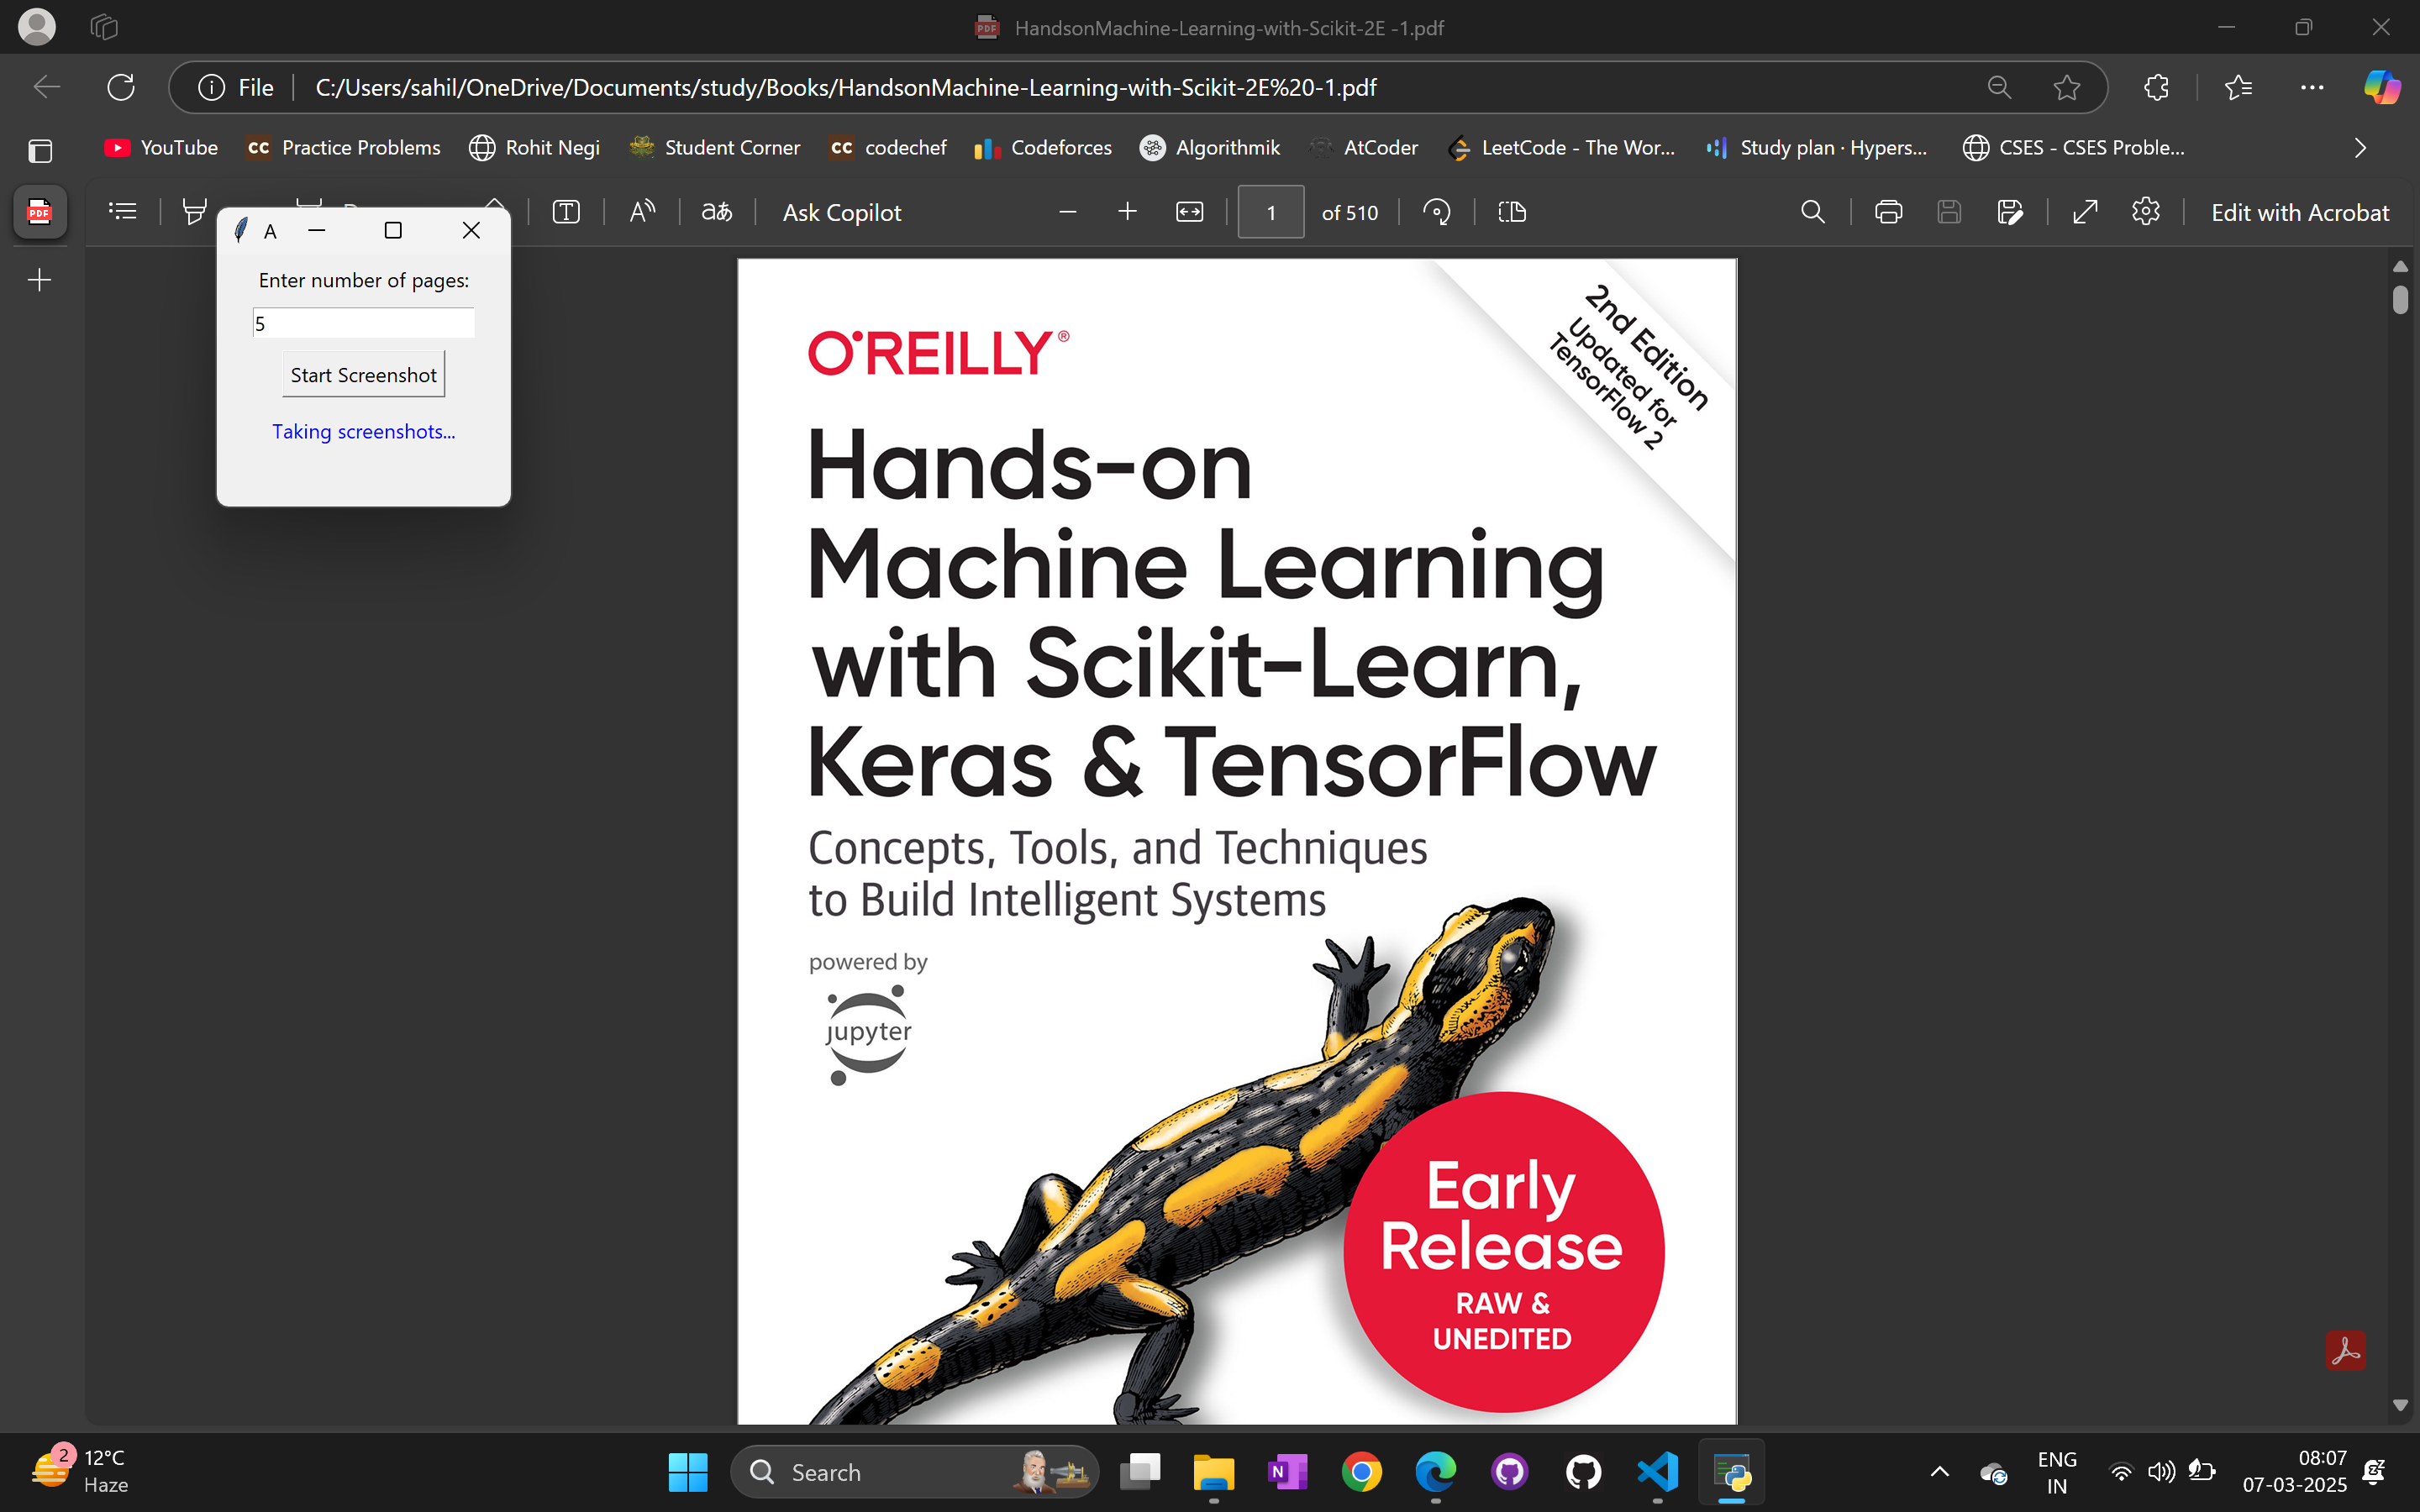 HandsonMachine-Learning-with-Scikit-2E -1.pdf
File C:/Users/sahil/OneDrive/Documents/study/Books/HandsonMachine-Learning-with-Scikit-2E%20-1.pdf
YouTube CC Practice Problems Rohit Negi Student Corner CC codechef Codeforces Algorithmik AtCoder LeetCode - The Wor... Study plan · Hypers... CSES - CSES Proble...
PDF aあ Ask Copilot 1 of 510 Edit with Acrobat
A
Enter number of pages:
5
Start Screenshot
Taking screenshots...
O'REILLY®
2nd Edition
Updated for
TensorFlow 2
Hands-on
Machine Learning
with Scikit-Learn,
Keras & TensorFlow
Concepts, Tools, and Techniques
to Build Intelligent Systems
powered by
jupyter
Early
Release
RAW &
UNEDITED
2 12°C
Haze
Search
N
ENG
IN
08:07
07-03-2025